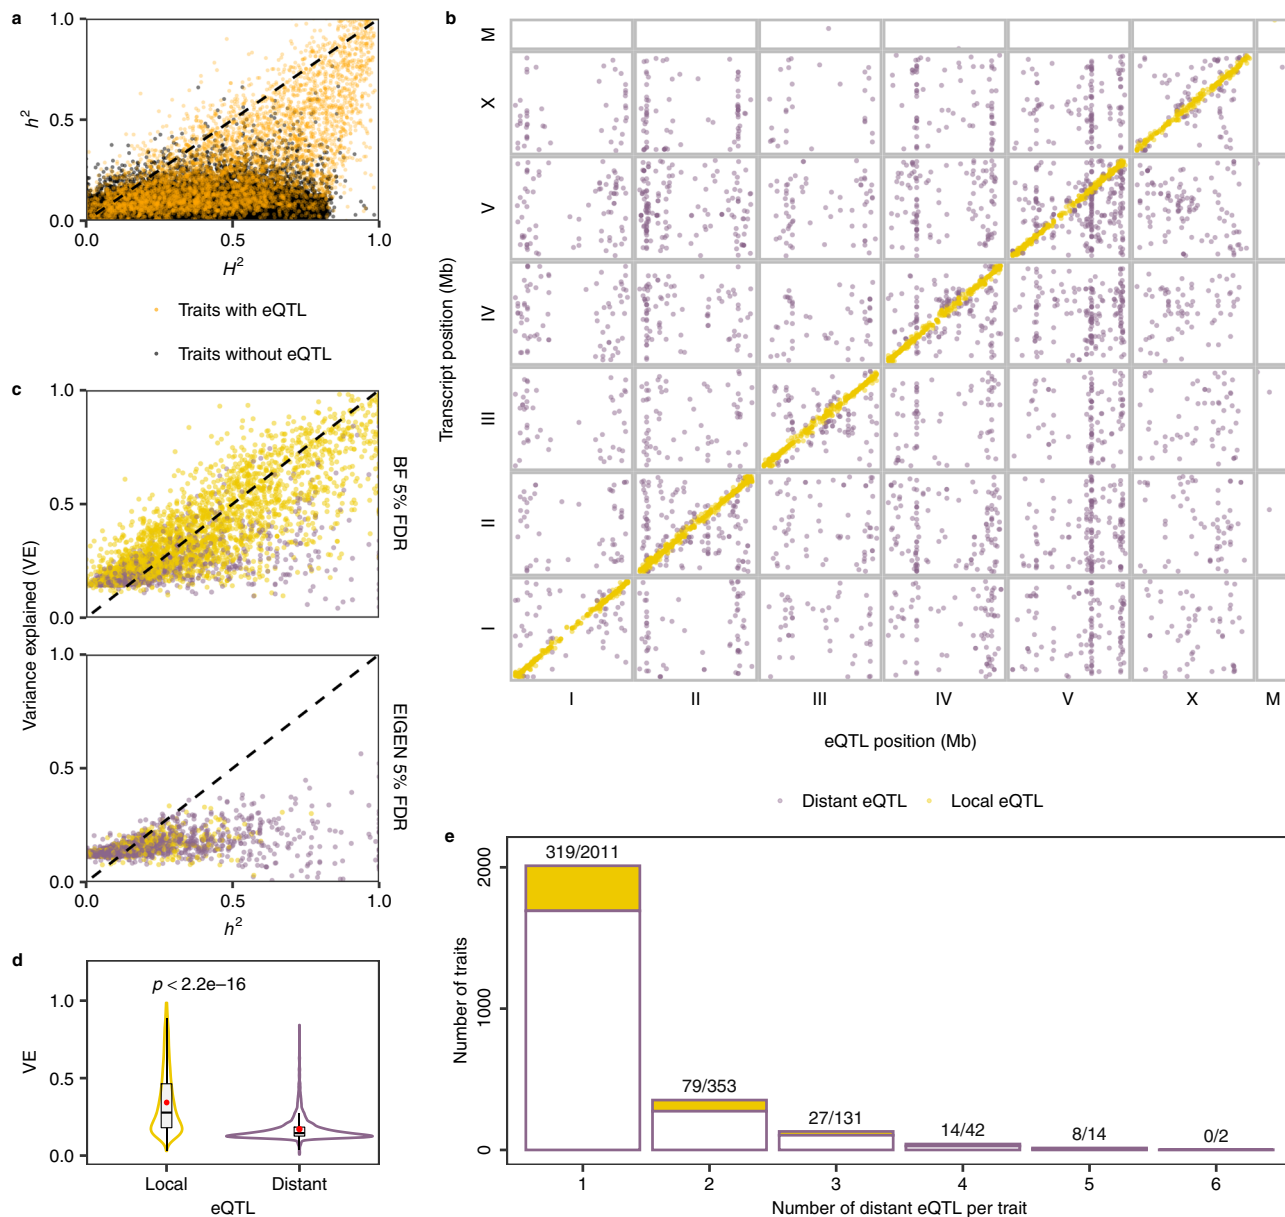 a
h²
1.0
0.5
0.0
0.0 0.5 1.0
H²
Traits with eQTL
Traits without eQTL
b
Transcript position (Mb)
M
X
V
IV
III
II
I
I II III IV V X M
eQTL position (Mb)
Distant eQTL Local eQTL
c
Variance explained (VE)
1.0
0.5
0.0
BF 5% FDR
1.0
0.5
0.0
EIGEN 5% FDR
0.0 0.5 1.0
h²
d
p < 2.2e−16
VE
1.0
0.5
0.0
Local Distant
eQTL
e
Number of traits
2000
1000
0
319/2011
79/353
27/131
14/42
8/14
0/2
1 2 3 4 5 6
Number of distant eQTL per trait